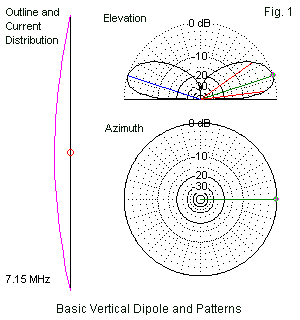 Outline and
Current
Distribution
Elevation
Fig. 1
0 dB
10
20
30
Azimuth
0 dB
10
20
30
7.15 MHz
Basic Vertical Dipole and Patterns